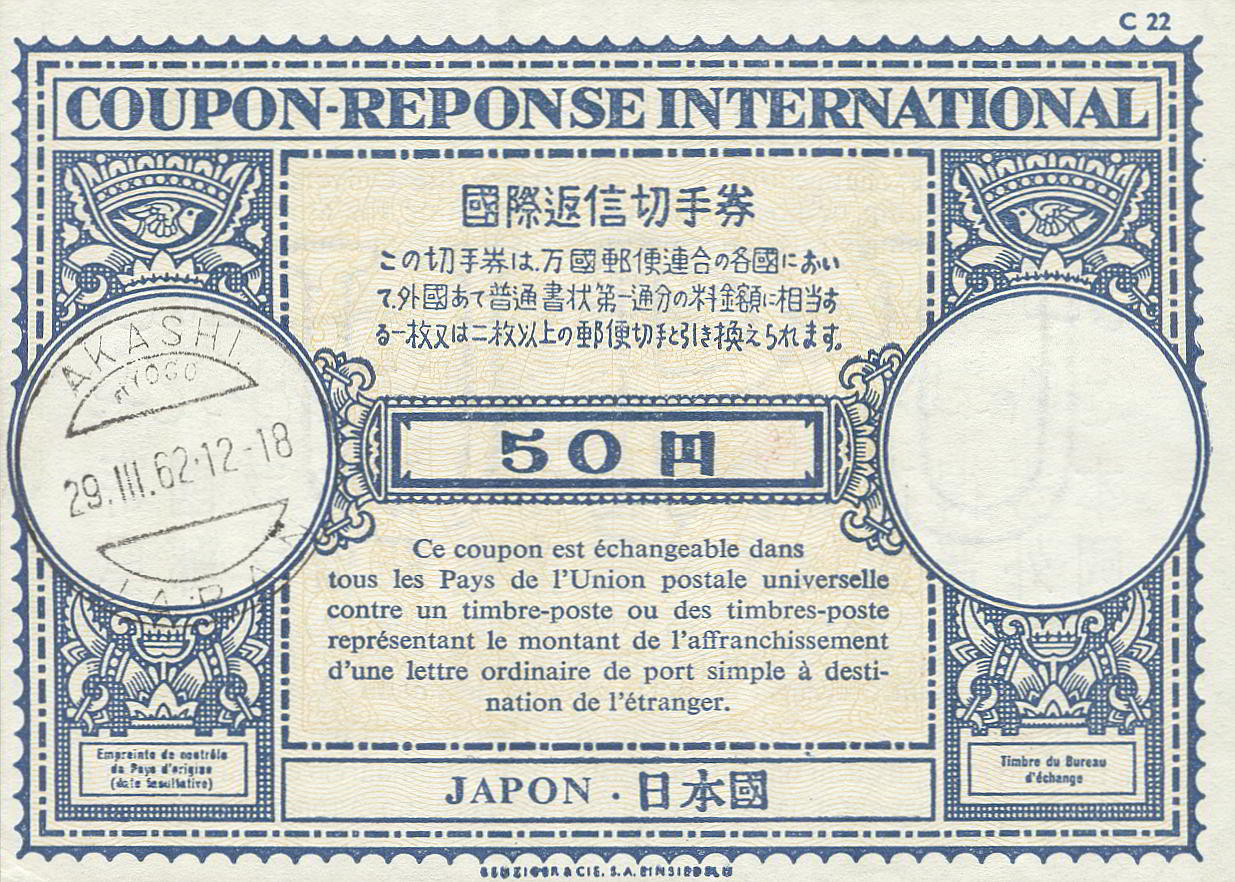 C 22
COUPON-REPONSE INTERNATIONAL
國際返信切手券
この切手券は、万國郵便連合の各國におい
て、外國あて普通書状第一通分の料金額に相当す
る一枚又は二枚以上の郵便切手と引き換えられます。
AKASHI
HYOGO
29.III.62.12-18
JAPAN
50円
Ce coupon est échangeable dans
tous les Pays de l'Union postale universelle
contre un timbre-poste ou des timbres-poste
représentant le montant de l'affranchissement
d'une lettre ordinaire de port simple à desti-
nation de l'étranger.
Empreinte de contrôle
du Pays d'origine
(date facultative)
Timbre du Bureau
d'échange
JAPON · 日本國
BENZIGER & CIE. S.A. EINSIEDELN